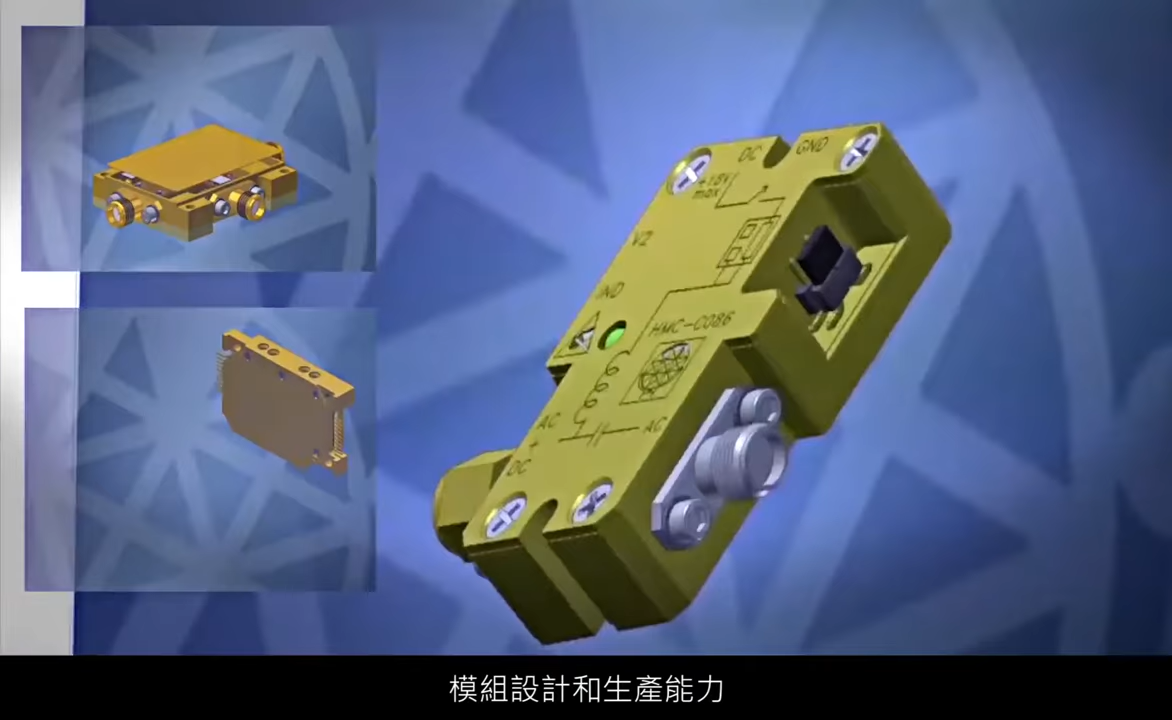 DC
GND
+15V
max
V2
IND
HMC-C086
AC
AC
+
DC
模組設計和生產能力